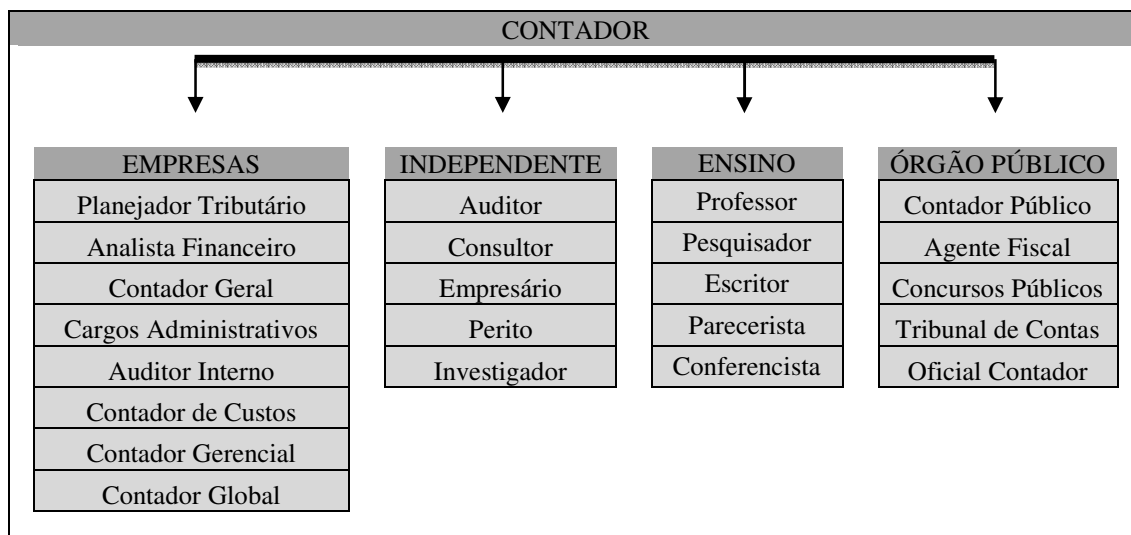 CONTADOR
EMPRESAS
Planejador Tributário
Analista Financeiro
Contador Geral
Cargos Administrativos
Auditor Interno
Contador de Custos
Contador Gerencial
Contador Global
INDEPENDENTE
Auditor
Consultor
Empresário
Perito
Investigador
ENSINO
Professor
Pesquisador
Escritor
Parecerista
Conferencista
ÓRGÃO PÚBLICO
Contador Público
Agente Fiscal
Concursos Públicos
Tribunal de Contas
Oficial Contador